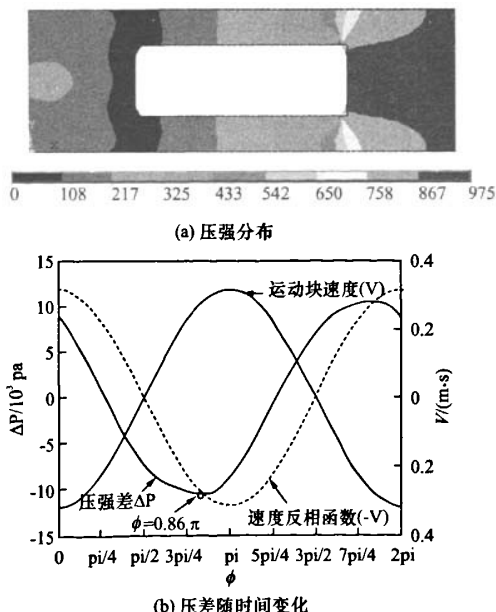 0 108 217 325 433 542 650 758 867 975
(a) 压强分布
15 10 5 0 -5 -10 -15
ΔP/10³ pa
0.4 0.2 0 0.2 0.4
V/(m·s)
运动块速度(V)
压强差ΔP
φ=0.86 π
速度反相函数(-V)
0 pi/4 pi/2 3pi/4 pi 5pi/4 3pi/2 7pi/4 2pi
φ
(b) 压差随时间变化